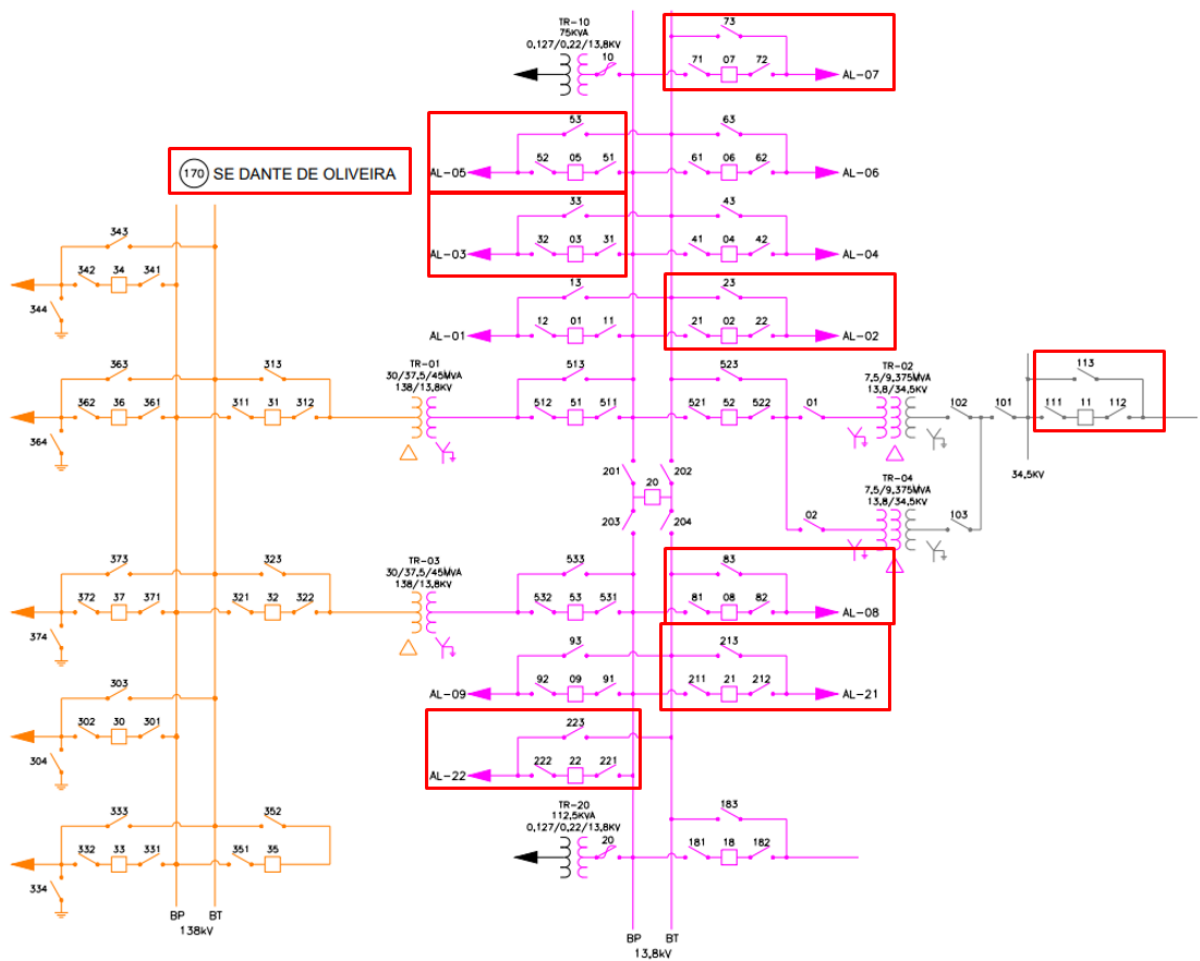 TR-10
75KVA
0,127/0,22/13,8KV
10
73
71 07 72
AL-07
53
63
AL-05
52 05 51
61 06 62
AL-06
170 SE DANTE DE OLIVEIRA
33
43
AL-03
32 03 31
41 04 42
AL-04
343
342 34 341
344
13
23
AL-01
12 01 11
21 02 22
AL-02
363
313
TR-01
30/37,5/45MVA
138/13,8KV
513
523
TR-02
7,5/9,375MVA
13,8/34,5KV
113
362 36 361
311 31 312
512 51 511
521 52 522
01
102 101
111 11 112
364
201 202
20
203 204
34,5KV
TR-04
7,5/9,375MVA
13,8/34,5KV
02
103
373
323
TR-03
30/37,5/45MVA
138/13,8KV
533
83
372 37 371
321 32 322
532 53 531
81 08 82
AL-08
374
93
213
AL-09
92 09 91
211 21 212
AL-21
303
302 30 301
304
223
AL-22
222 22 221
TR-20
112,5KVA
0,127/0,22/13,8KV
20
183
181 18 182
333
352
332 33 331
351 35
334
BP BT
138kV
BP BT
13,8kV